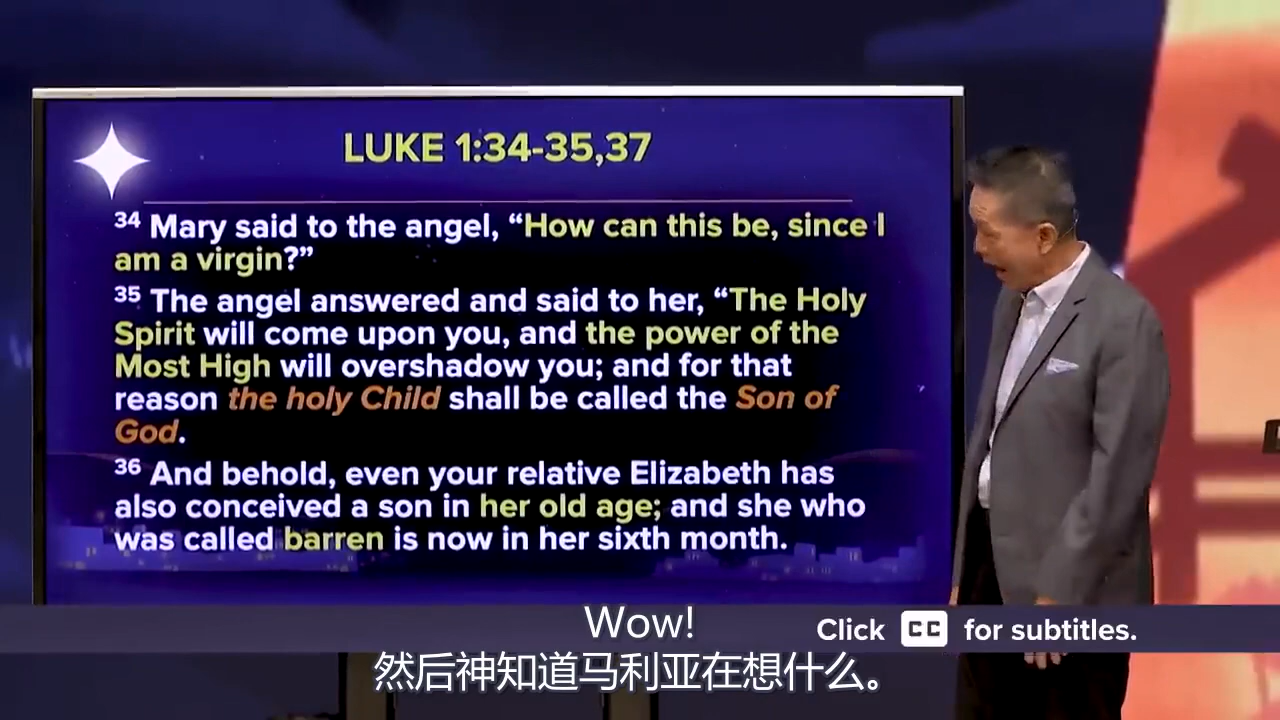 LUKE 1:34-35,37
34 Mary said to the angel, “How can this be, since I
am a virgin?”
35 The angel answered and said to her, “The Holy
Spirit will come upon you, and the power of the
Most High will overshadow you; and for that
reason the holy Child shall be called the Son of
God.
36 And behold, even your relative Elizabeth has
also conceived a son in her old age; and she who
was called barren is now in her sixth month.
Wow!
Click CC for subtitles.
然后神知道马利亚在想什么。